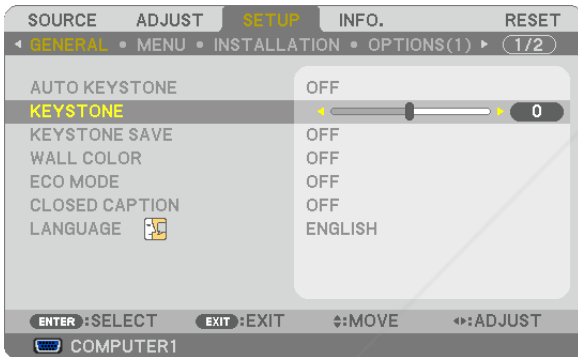 SOURCE ADJUST SETUP INFO. RESET
GENERAL • MENU • INSTALLATION • OPTIONS(1) 1/2
AUTO KEYSTONE OFF
KEYSTONE 0
KEYSTONE SAVE OFF
WALL COLOR OFF
ECO MODE OFF
CLOSED CAPTION OFF
LANGUAGE ENGLISH
ENTER :SELECT EXIT :EXIT :MOVE :ADJUST
COMPUTER1